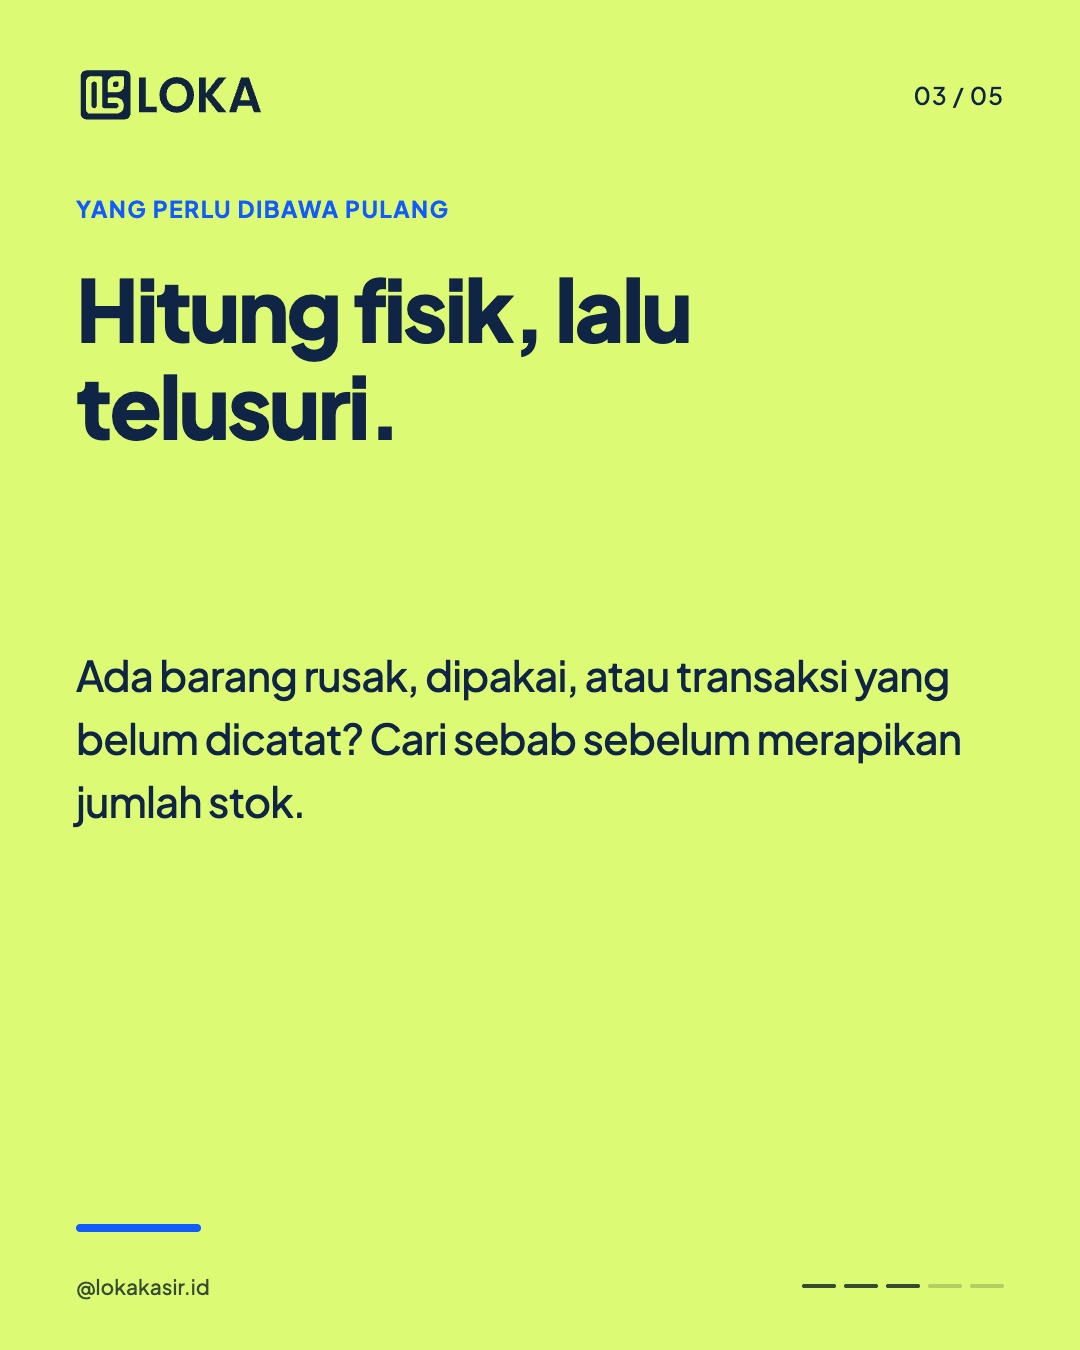 LOKA
03 / 05
YANG PERLU DIBAWA PULANG
Hitung fisik, lalu
telusuri.
Ada barang rusak, dipakai, atau transaksi yang
belum dicatat? Cari sebab sebelum merapikan
jumlah stok.
@lokakasir.id